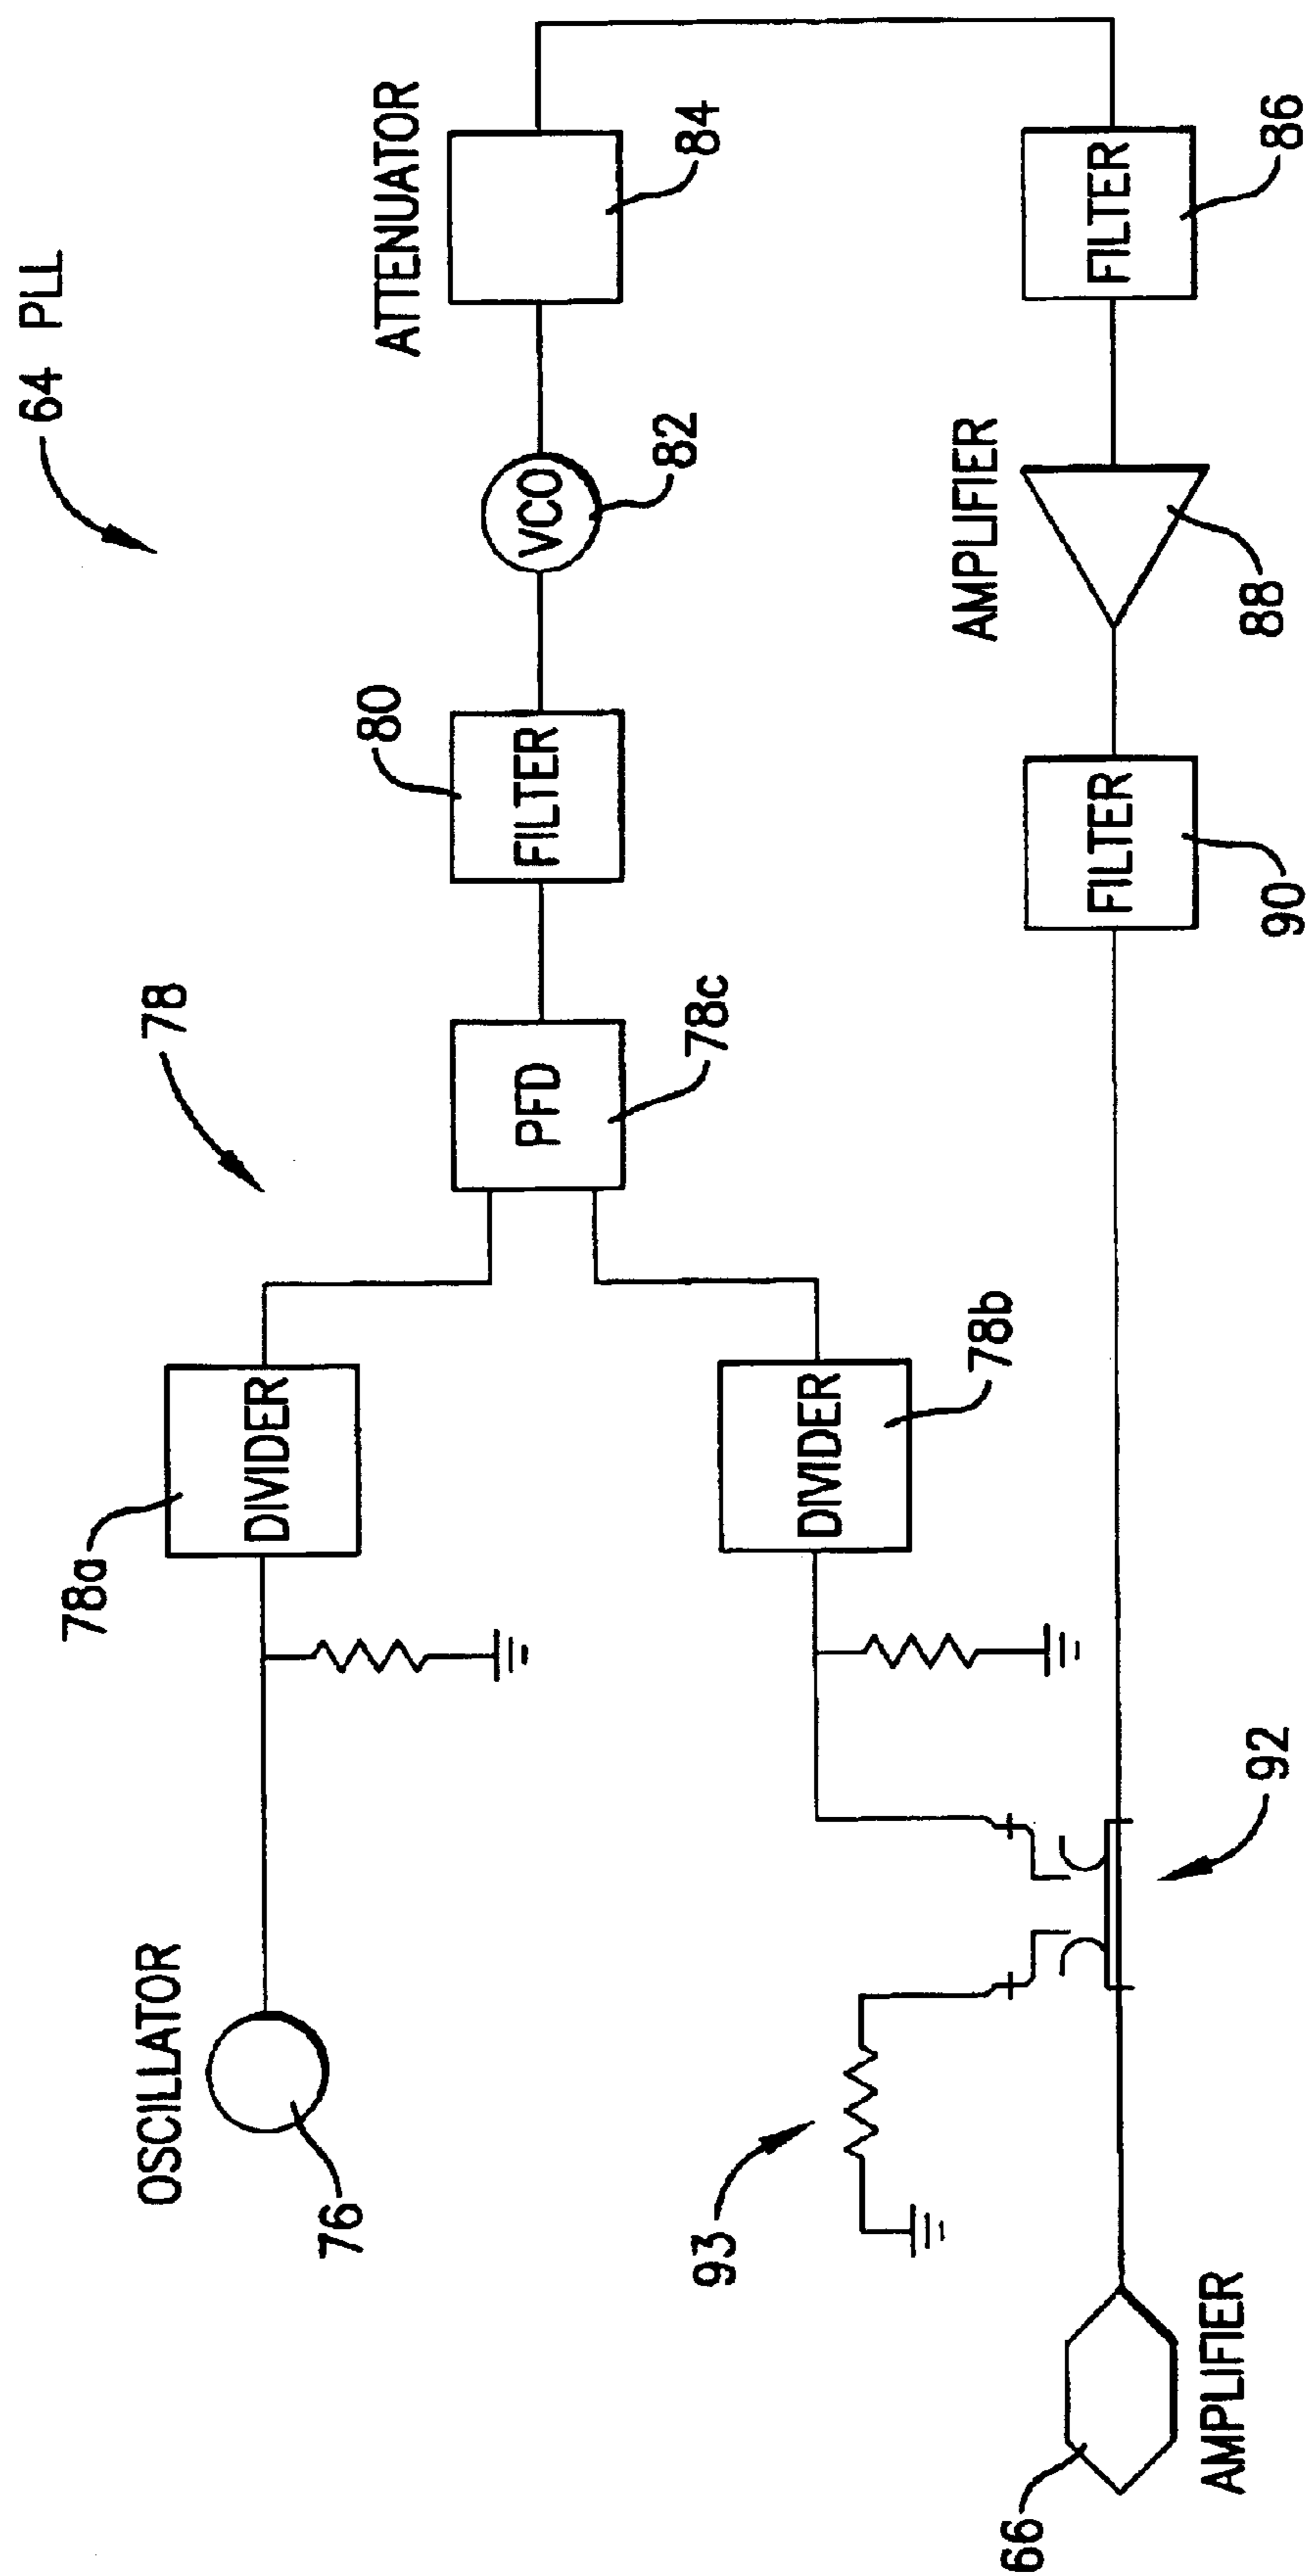 64 PLL
78
OSCILLATOR
76
78a
DIVIDER
PFD
78c
80
FILTER
VCO
82
ATTENUATOR
84
93
DIVIDER
78b
66
AMPLIFIER
92
FILTER
90
AMPLIFIER
88
FILTER
86